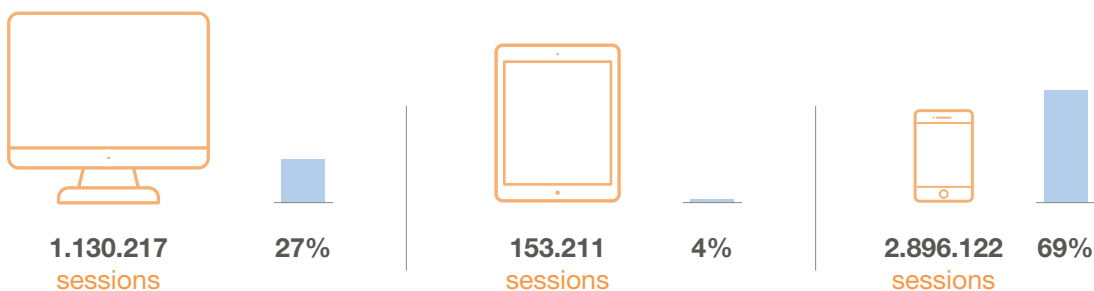 1.130.217 27%
sessions
153.211 4%
sessions
2.896.122 69%
sessions